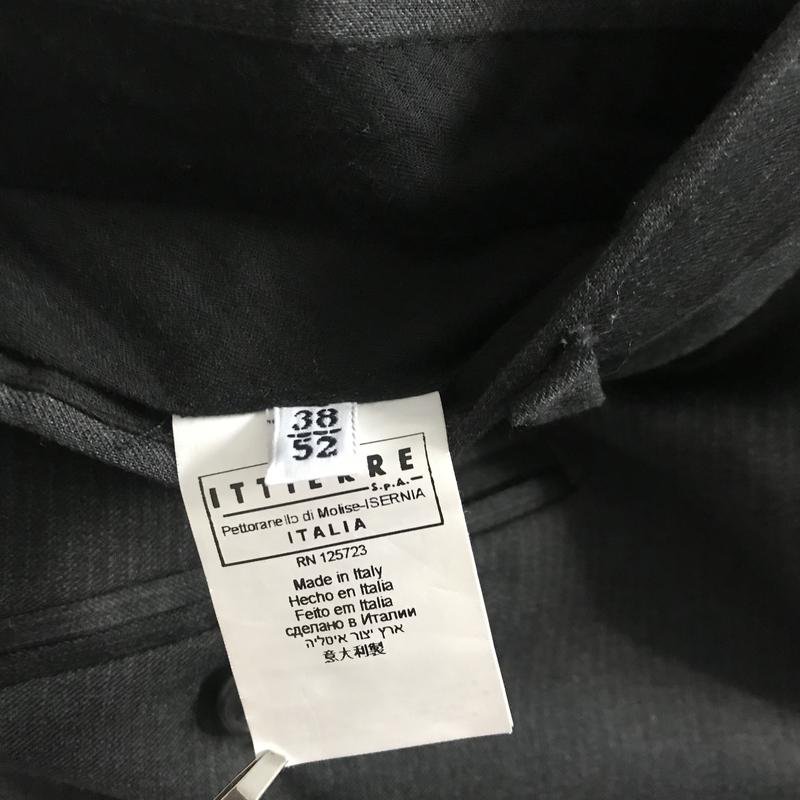 38
52
ITTIERRE
S.p.A.
Pettoranello di Molise-ISERNIA
ITALIA
RN 125723
Made in Italy
Hecho en Italia
Feito em Italia
сделано в Италии
ארץ יצור איטליה
意大利製